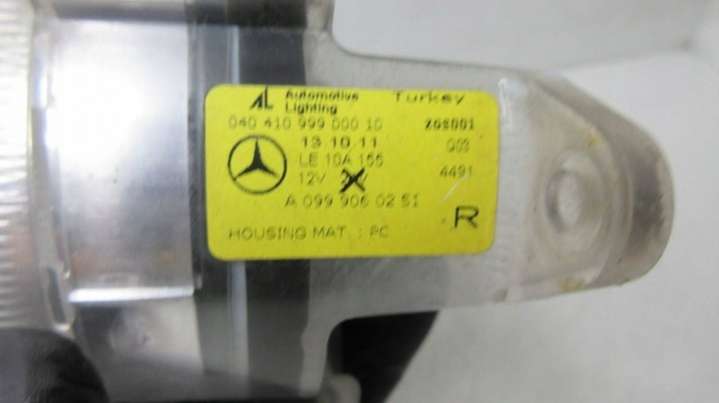 AL Automotive Lighting Turkey
040 410 999 000 10 268001
13.10.11 Q03
LE 10A 155 4491
12V
A 099 906 02 51
R
HOUSING MAT. : PC